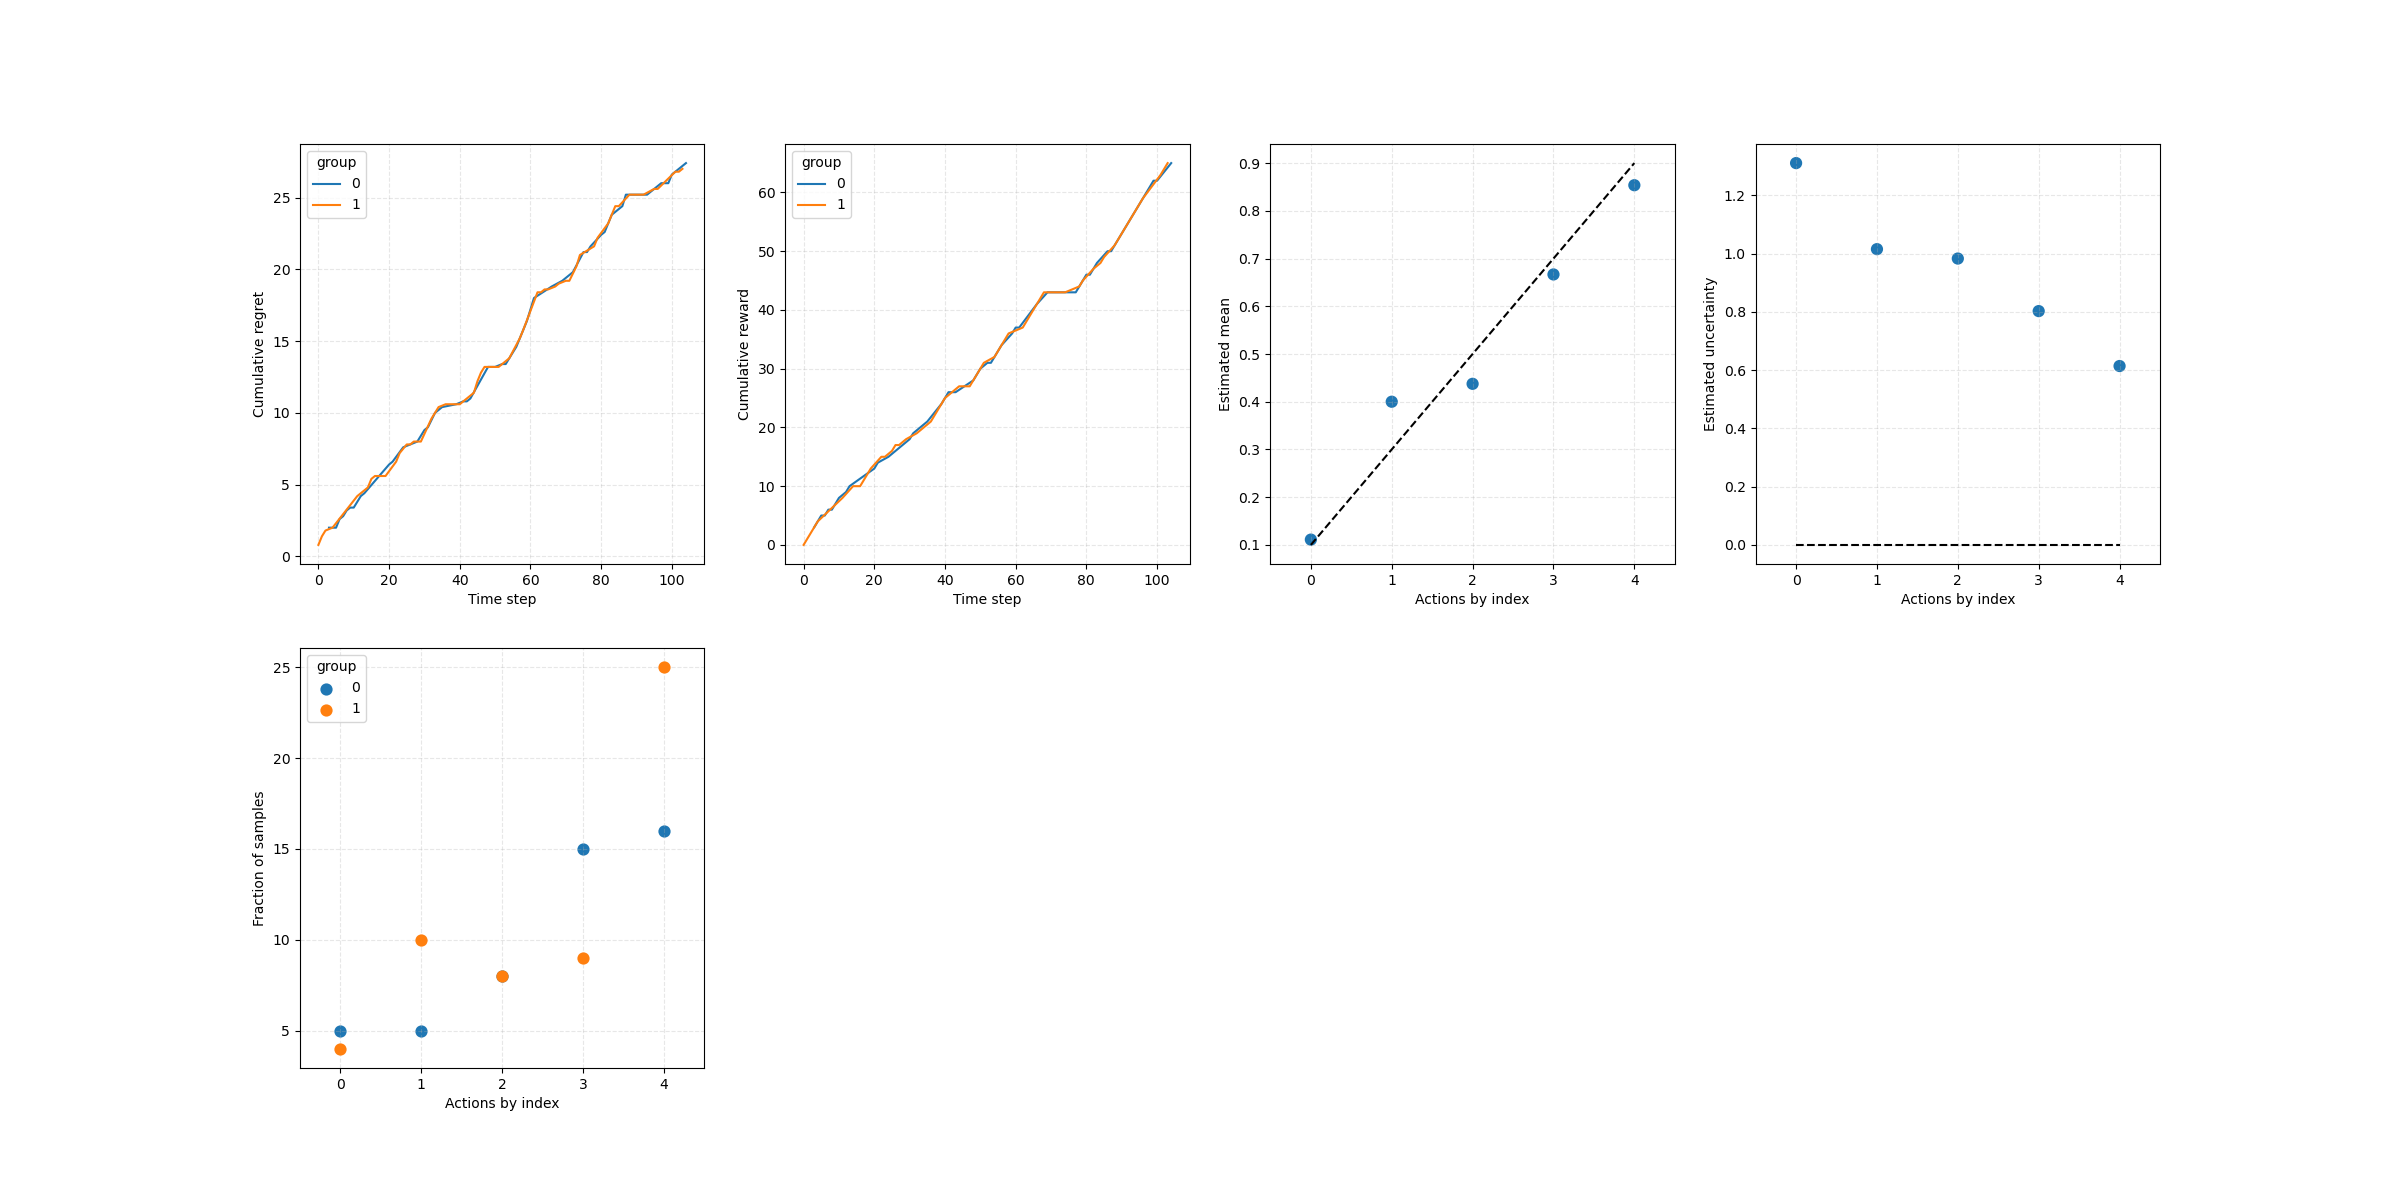 group
0
1
25
20
15
10
5
0
Cumulative regret
0 20 40 60 80 100
Time step
group
0
1
60
50
40
30
20
10
0
Cumulative reward
0 20 40 60 80 100
Time step
0.9
0.8
0.7
0.6
0.5
0.4
0.3
0.2
0.1
Estimated mean
0 1 2 3 4
Actions by index
1.2
1.0
0.8
0.6
0.4
0.2
0.0
Estimated uncertainty
0 1 2 3 4
Actions by index
group
0
1
25
20
15
10
5
Fraction of samples
0 1 2 3 4
Actions by index